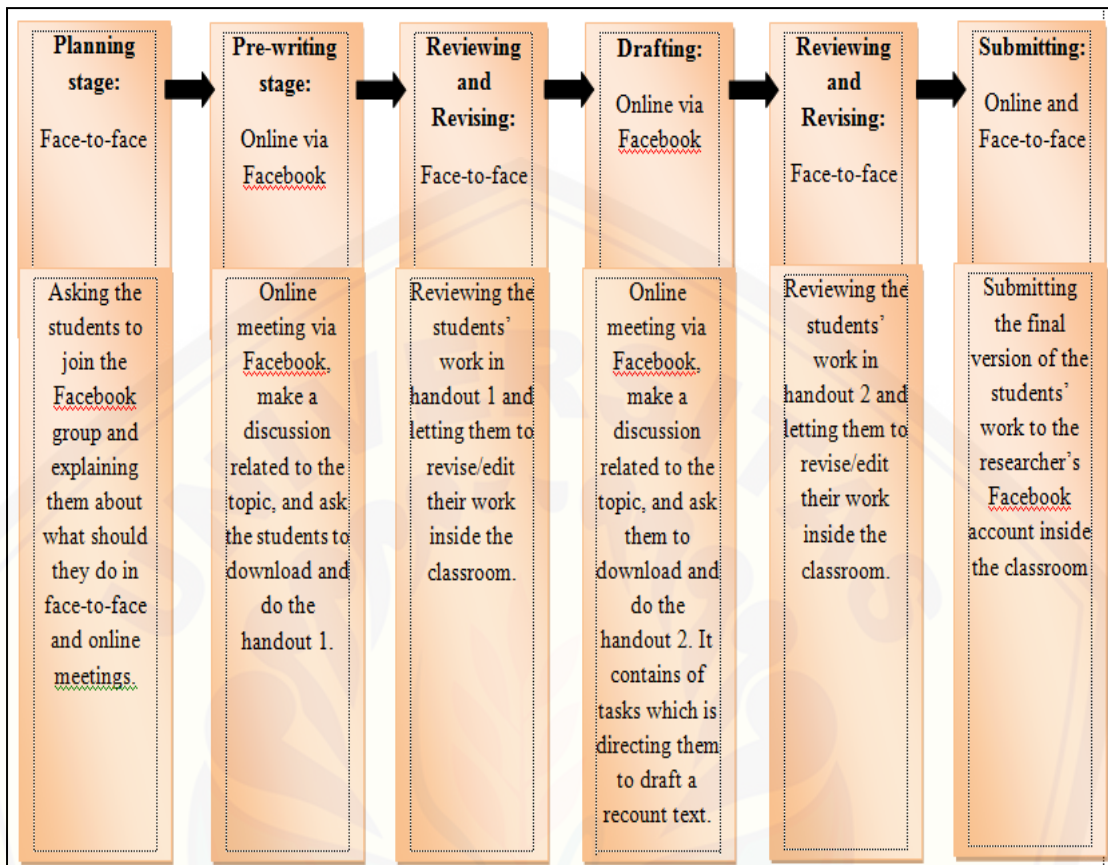 Planning
stage:
Face-to-face
Pre-writing
stage:
Online via
Facebook
Reviewing
and
Revising:
Face-to-face
Drafting:
Online via
Facebook
Reviewing
and
Revising:
Face-to-face
Submitting:
Online and
Face-to-face
Asking the
students to
join the
Facebook
group and
explaining
them about
what should
they do in
face-to-face
and online
meetings.
Online
meeting via
Facebook,
make a
discussion
related to the
topic, and ask
the students to
download and
do the
handout 1.
Reviewing the
students’
work in
handout 1 and
letting them to
revise/edit
their work
inside the
classroom.
Online
meeting via
Facebook,
make a
discussion
related to the
topic, and ask
them to
download and
do the
handout 2. It
contains of
tasks which is
directing them
to draft a
recount text.
Reviewing the
students’
work in
handout 2 and
letting them to
revise/edit
their work
inside the
classroom.
Submitting
the final
version of the
students’
work to the
researcher’s
Facebook
account inside
the classroom
UNIVERSITAS